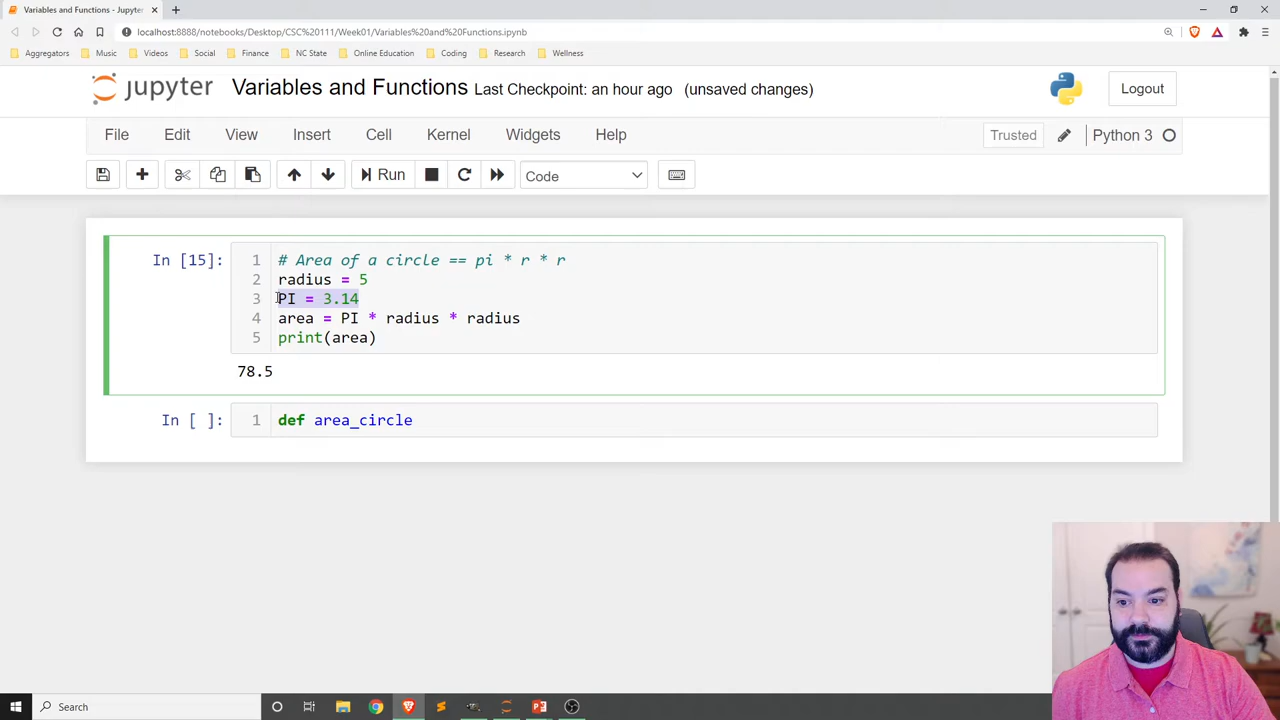 Variables and Functions - Jupyte
localhost:8888/notebooks/Desktop/CSC%20111/Week01/Variables%20and%20Functions.ipynb
Aggregators Music Videos Social Finance NC State Online Education Coding Research Wellness
jupyter Variables and Functions Last Checkpoint: an hour ago (unsaved changes) Logout
File Edit View Insert Cell Kernel Widgets Help Trusted Python 3
Run Code
In [15]: 1 # Area of a circle == pi * r * r
2 radius = 5
3 PI = 3.14
4 area = PI * radius * radius
5 print(area)
78.5
In [ ]: 1 def area_circle
Search